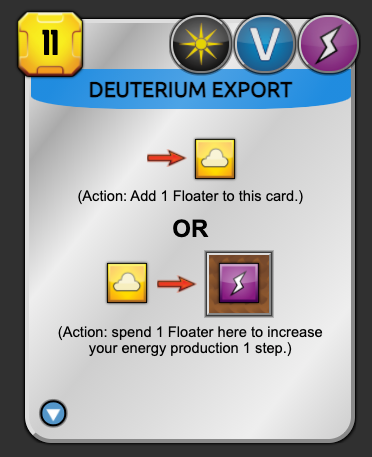 11
V
DEUTERIUM EXPORT
(Action: Add 1 Floater to this card.)
OR
(Action: spend 1 Floater here to increase
your energy production 1 step.)